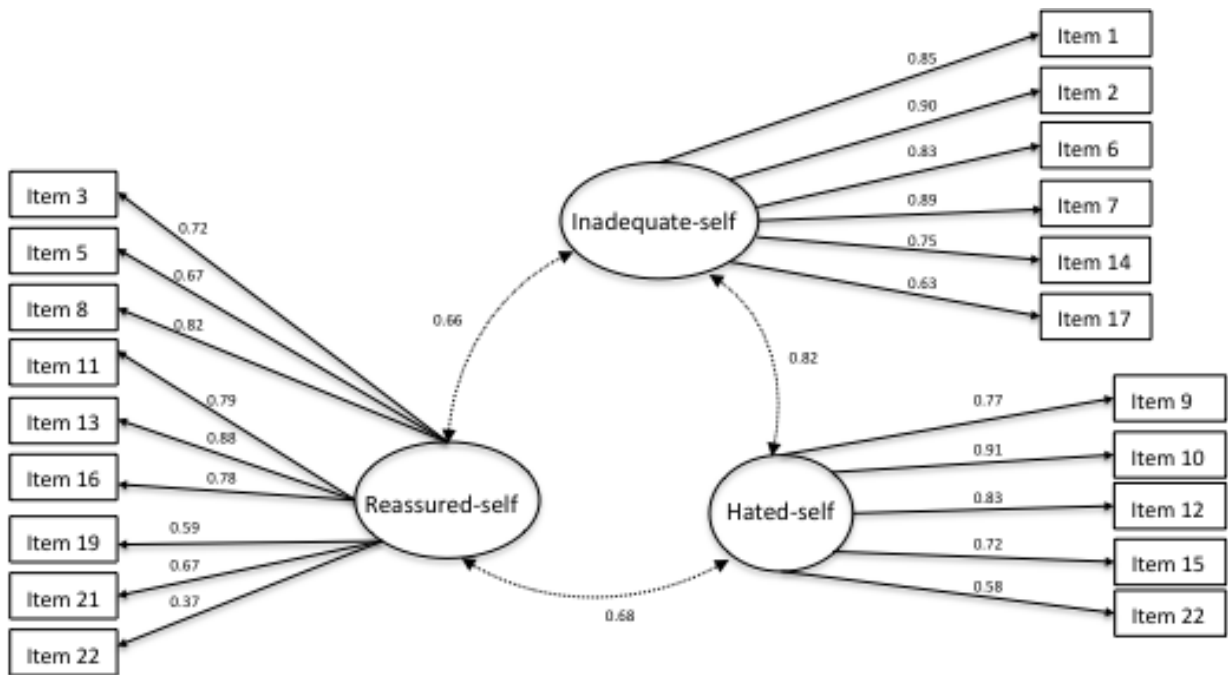 Item 1
0.85
Item 2
0.90
Item 6
0.83
Item 7
0.89
Item 14
0.75
Item 17
0.63
Inadequate-self
Item 3
0.72
Item 5
0.67
Item 8
0.82
Item 11
0.79
Item 13
0.88
Item 16
0.78
Item 19
0.59
Item 21
0.67
Item 22
0.37
Reassured-self
0.66
0.82
0.68
Hated-self
0.77
Item 9
0.91
Item 10
0.83
Item 12
0.72
Item 15
0.58
Item 22